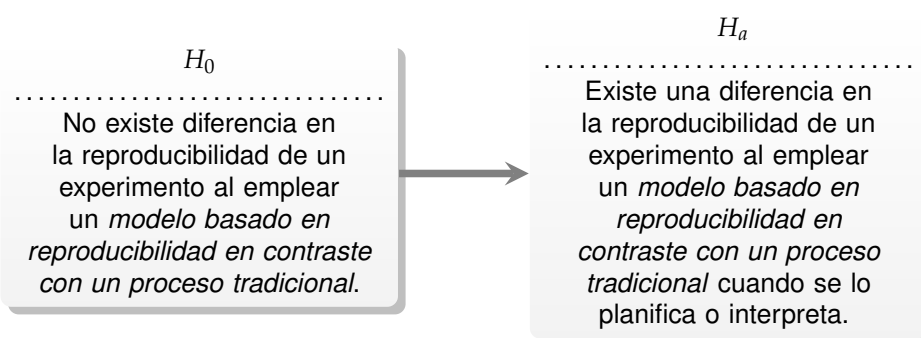 H₀
No existe diferencia en
la reproducibilidad de un
experimento al emplear
un modelo basado en
reproducibilidad en contraste
con un proceso tradicional.
Hₐ
Existe una diferencia en
la reproducibilidad de un
experimento al emplear
un modelo basado en
reproducibilidad en
contraste con un proceso
tradicional cuando se lo
planifica o interpreta.